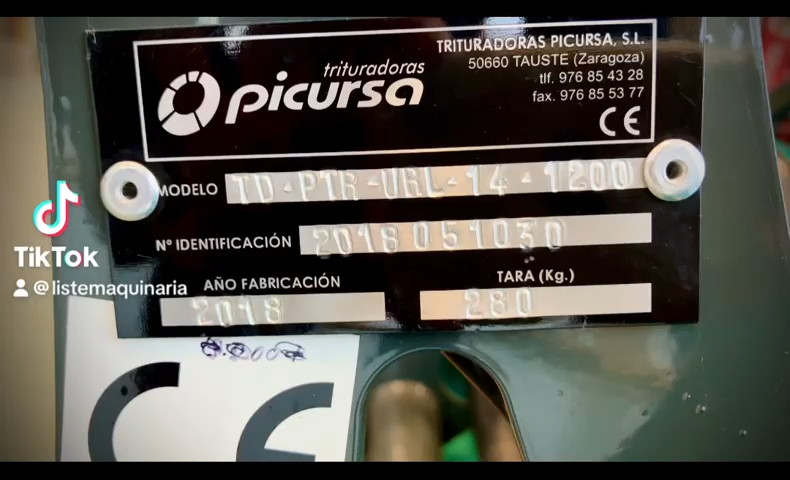 TRITURADORAS PICURSA, S.L.
50660 TAUSTE (Zaragoza)
tlf. 976 85 43 28
fax. 976 85 53 77
CE
trituradoras
picursa
MODELO TD-PTR-URL-14-1200
Nº IDENTIFICACIÓN 2018051030
AÑO FABRICACIÓN TARA (Kg.)
2018 280
TikTok
@listemaquinaria
CE